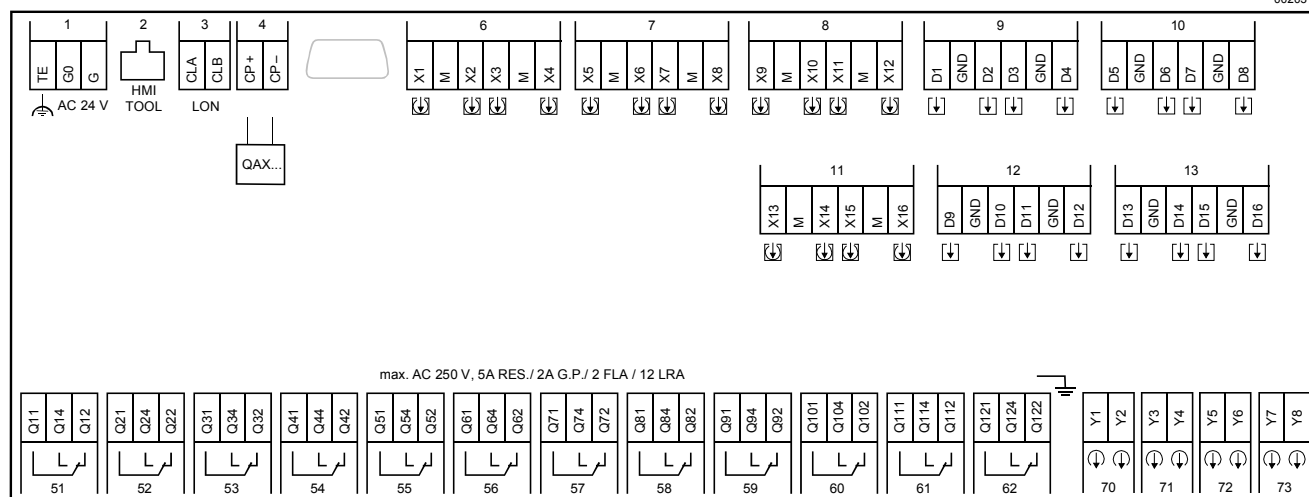 1 2 3 4 6 7 8 9 10
TE G0 G CLA CLB CP+ CP– X1 M X2 X3 M X4 X5 M X6 X7 M X8 X9 M X10 X11 M X12 D1 GND D2 D3 GND D4 D5 GND D6 D7 GND D8
AC 24 V HMI LON
TOOL
QAX...
11 12 13
X13 M X14 X15 M X16 D9 GND D10 D11 GND D12 D13 GND D14 D15 GND D16
max. AC 250 V, 5A RES./ 2A G.P./ 2 FLA / 12 LRA
Q11 Q14 Q12 Q21 Q24 Q22 Q31 Q34 Q32 Q41 Q44 Q42 Q51 Q54 Q52 Q61 Q64 Q62 Q71 Q74 Q72 Q81 Q84 Q82 Q91 Q94 Q92 Q101 Q104 Q102 Q111 Q114 Q112 Q121 Q124 Q122 Y1 Y2 Y3 Y4 Y5 Y6 Y7 Y8
51 52 53 54 55 56 57 58 59 60 61 62 70 71 72 73